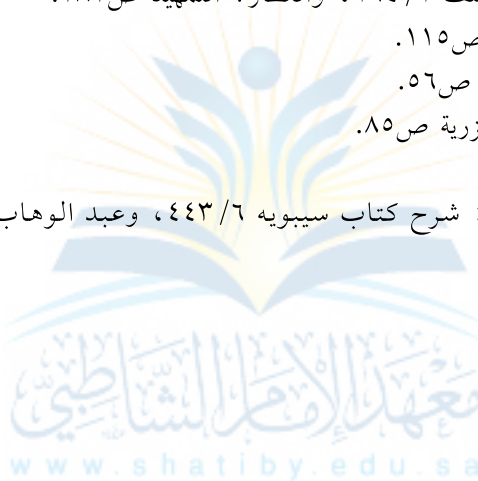 ص١١٥.
ص٥٦.
زرية ص٨٥.
: شرح كتاب سيبويه ٤٤٣/٦، وعبد الوهاب
معهد الإمام الشاطبي
www.shatiby.edu.sa